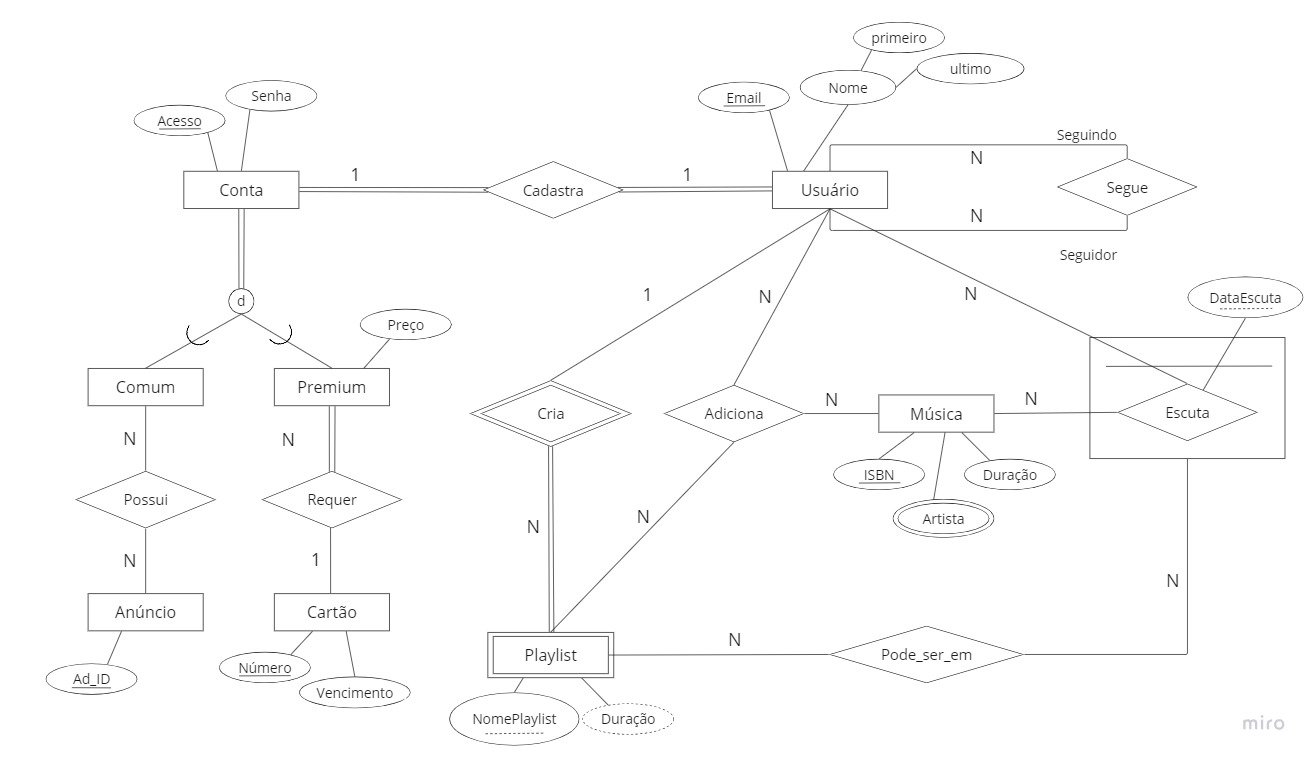 primeiro
ultimo
Nome
Email
Senha
Acesso
Seguindo
N
1
1
Conta
Cadastra
Usuário
Segue
N
Seguidor
1
N
N
DataEscuta
d
Preço
Comum
Premium
N
N
N
N
Cria
Adiciona
Música
Escuta
ISBN
Duração
Artista
Possui
Requer
N
N
N
1
N
Anúncio
Cartão
Playlist
N
Pode_ser_em
Ad_ID
Número
Vencimento
NomePlaylist
Duração
miro